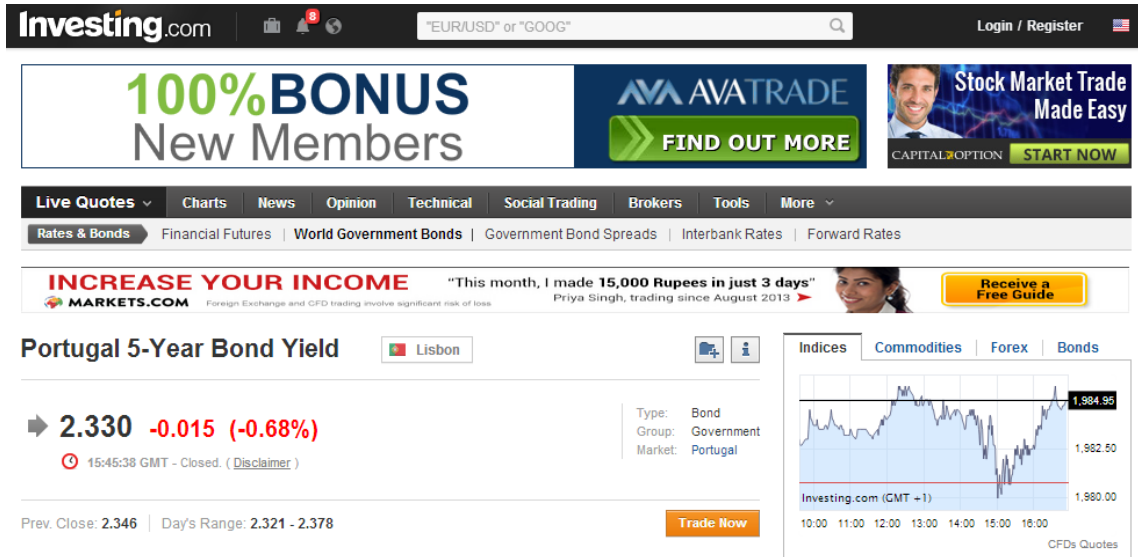 Investing.com
8
"EUR/USD" or "GOOG"
Login / Register
100%BONUS
New Members
AVA AVATRADE
FIND OUT MORE
Stock Market Trade
Made Easy
CAPITAL OPTION START NOW
Live Quotes Charts News Opinion Technical Social Trading Brokers Tools More
Rates & Bonds Financial Futures | World Government Bonds | Government Bond Spreads | Interbank Rates | Forward Rates
INCREASE YOUR INCOME
MARKETS.COM Foreign Exchange and CFD trading involve significant risk of loss
"This month, I made 15,000 Rupees in just 3 days"
Priya Singh, trading since August 2013
Receive a
Free Guide
Portugal 5-Year Bond Yield
Lisbon
2.330 -0.015 (-0.68%)
15:45:38 GMT - Closed. ( Disclaimer )
Type: Bond
Group: Government
Market: Portugal
Prev. Close: 2.346 | Day's Range: 2.321 - 2.378
Trade Now
Indices Commodities Forex Bonds
1,984.95
1,982.50
1,980.00
Investing.com (GMT +1)
10:00 11:00 12:00 13:00 14:00 15:00 16:00
CFDs Quotes